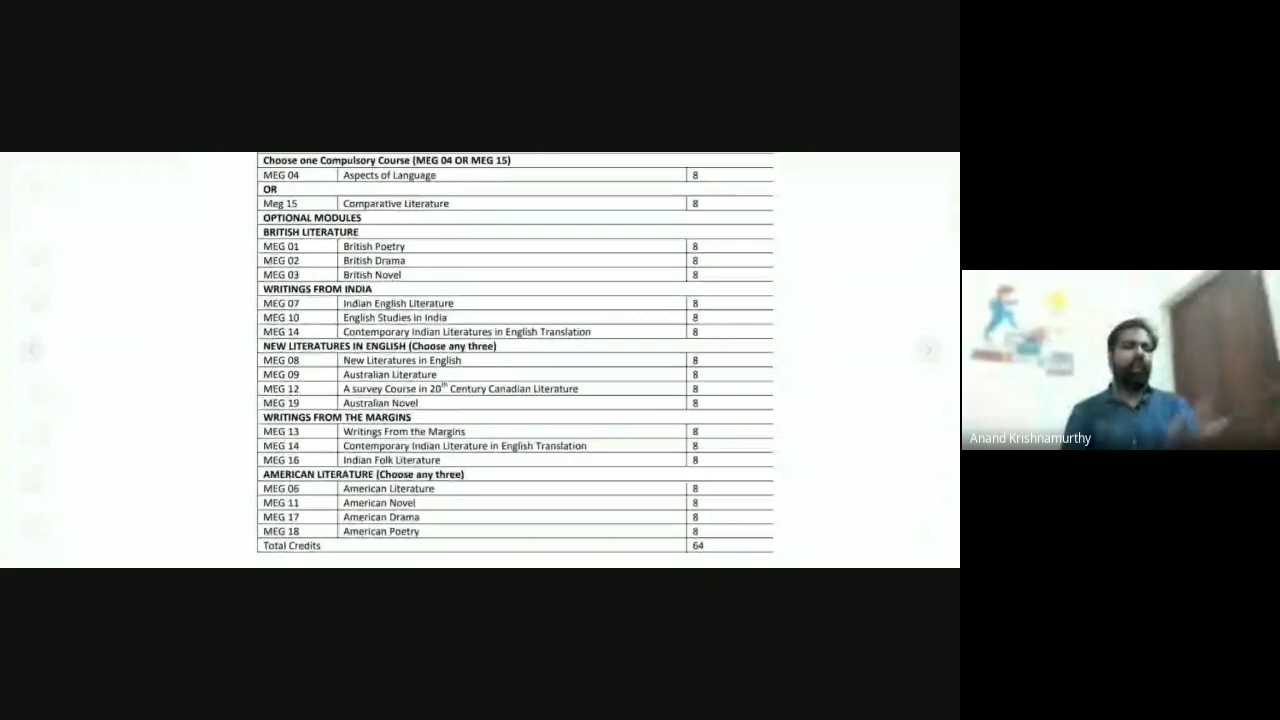 Choose one Compulsory Course (MEG 04 OR MEG 15)
MEG 04 Aspects of Language 8
OR
Meg 15 Comparative Literature 8
OPTIONAL MODULES
BRITISH LITERATURE
MEG 01 British Poetry 8
MEG 02 British Drama 8
MEG 03 British Novel 8
WRITINGS FROM INDIA
MEG 07 Indian English Literature 8
MEG 10 English Studies in India 8
MEG 14 Contemporary Indian Literatures in English Translation 8
NEW LITERATURES IN ENGLISH (Choose any three)
MEG 08 New Literatures in English 8
MEG 09 Australian Literature 8
MEG 12 A survey Course in 20th Century Canadian Literature 8
MEG 19 Australian Novel 8
WRITINGS FROM THE MARGINS
MEG 13 Writings From the Margins 8
MEG 14 Contemporary Indian Literature in English Translation 8
MEG 16 Indian Folk Literature 8
AMERICAN LITERATURE (Choose any three)
MEG 06 American Literature 8
MEG 11 American Novel 8
MEG 17 American Drama 8
MEG 18 American Poetry 8
Total Credits 64
Anand Krishnamurthy